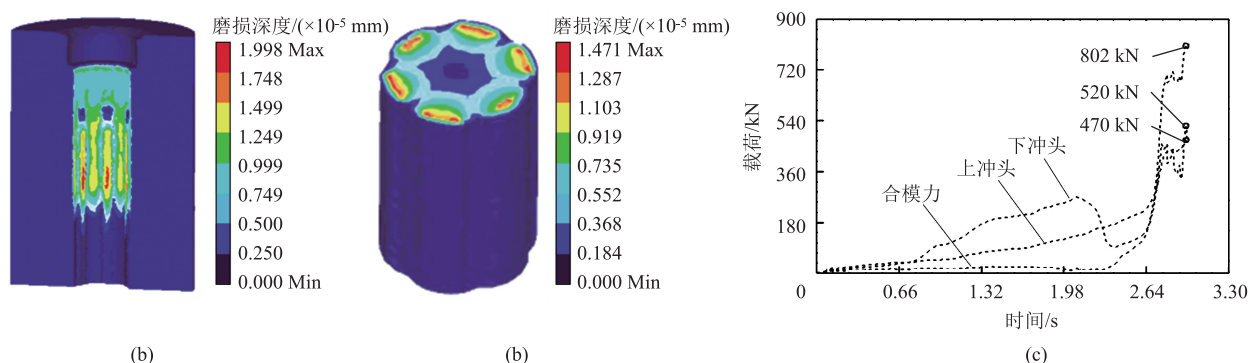 (b)
磨损深度/(×10-5 mm)
1.998 Max
1.748
1.499
1.249
0.999
0.749
0.500
0.250
0.000 Min
(b)
磨损深度/(×10-5 mm)
1.471 Max
1.287
1.103
0.919
0.735
0.552
0.368
0.184
0.000 Min
(b)
载荷/kN
900
720
540
360
180
0
0.66
1.32
1.98
2.64
3.30
时间/s
802 kN
520 kN
470 kN
下冲头
上冲头
合模力
(c)
(b)